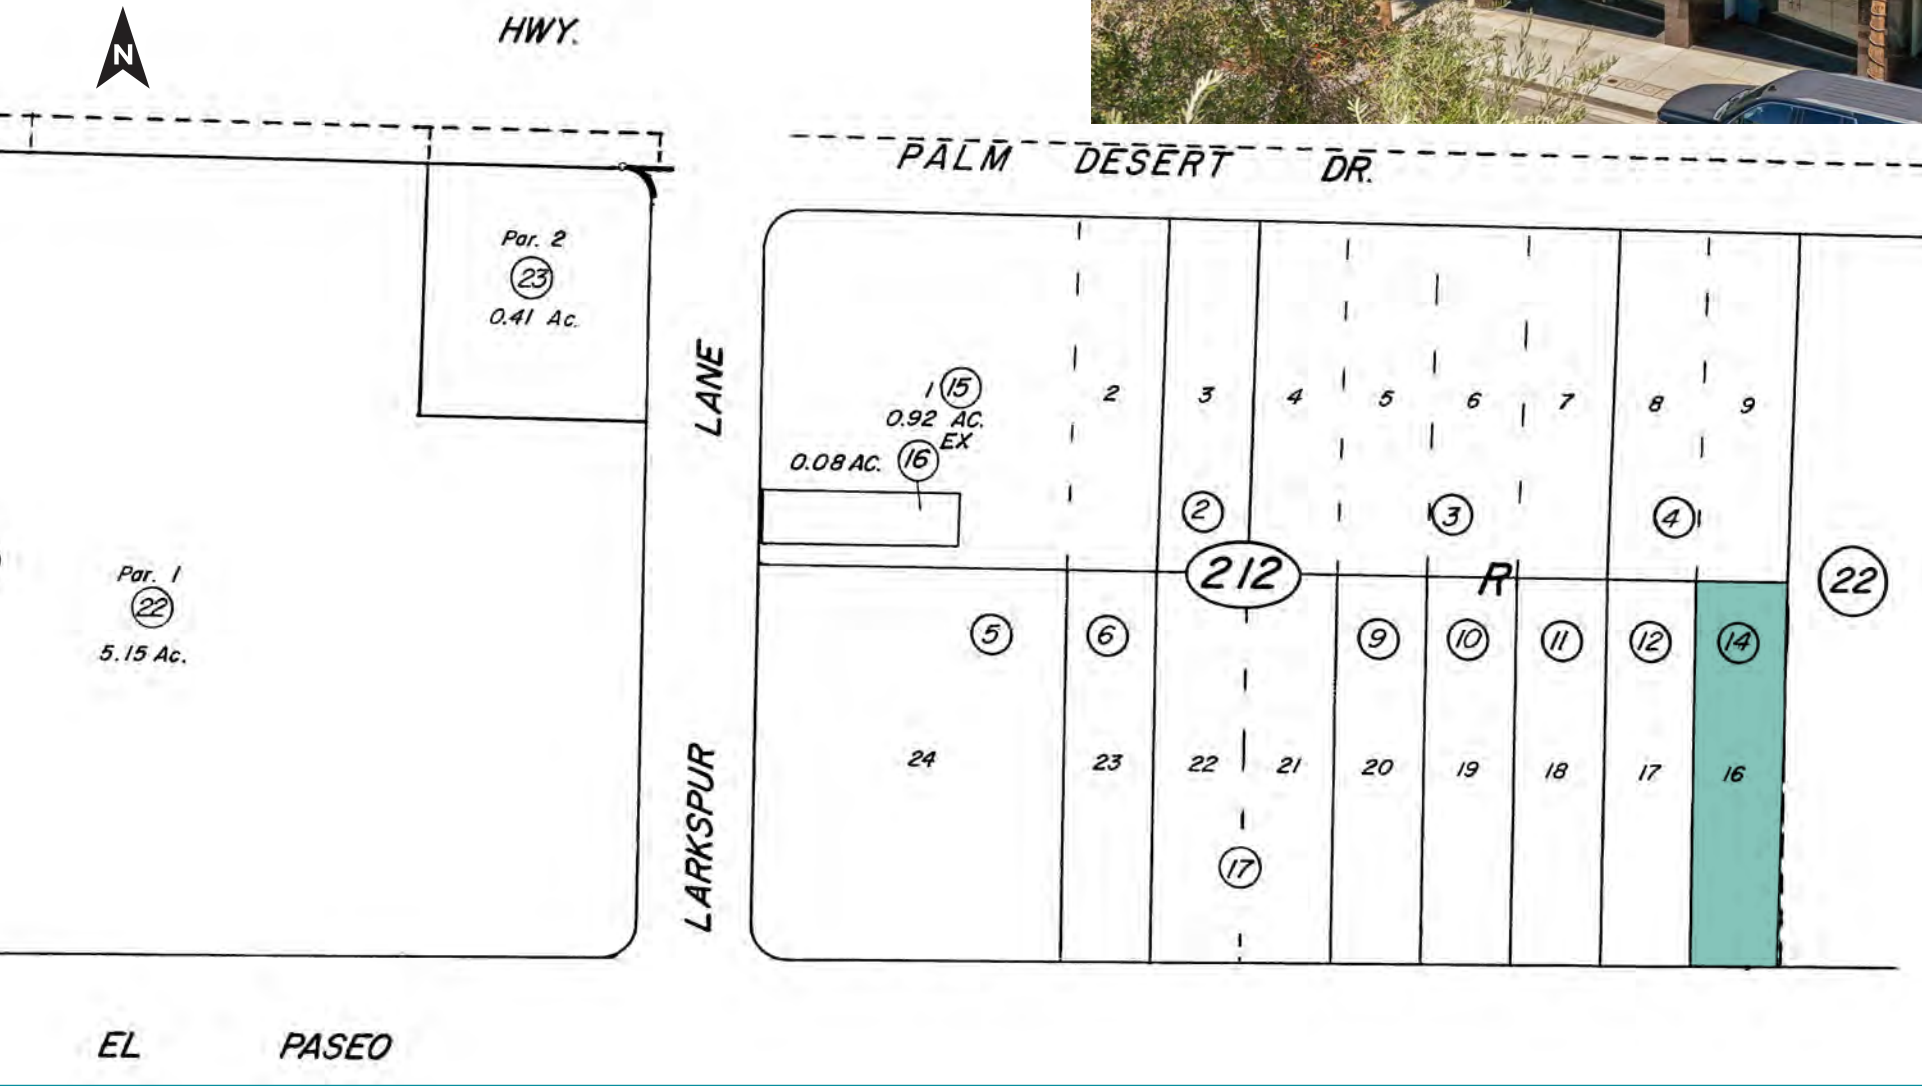 N
HWY.
PALM DESERT DR.
Par. 2
23
0.41 Ac.
LANE
1 15
0.92 AC.
EX
0.08 AC. 16
2
3
4
5
6
7
8
9
2
3
4
212
R
22
Par. 1
22
5.15 Ac.
5
6
9
10
11
12
14
LARKSPUR
24
23
22
21
20
19
18
17
16
17
EL PASEO